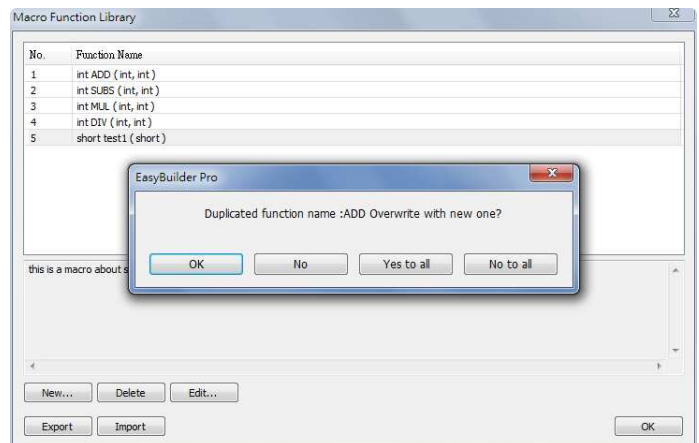 Macro Function Library
No. Function Name
1 int ADD ( int, int )
2 int SUBS ( int, int )
3 int MUL ( int, int )
4 int DIV ( int, int )
5 short test1 ( short )
EasyBuilder Pro
Duplicated function name :ADD Overwrite with new one?
OK No Yes to all No to all
this is a macro about
New... Delete Edit...
Export Import OK